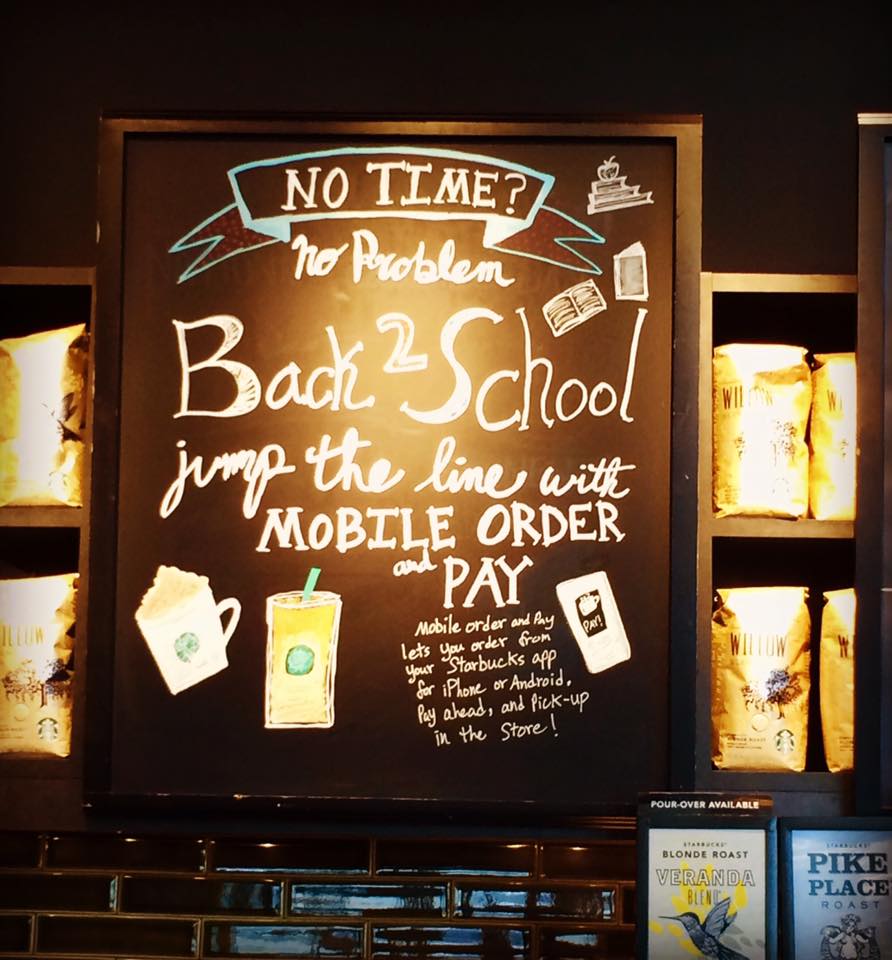 NO TIME?
No Problem
Back 2 School
jump the line with
MOBILE ORDER
and PAY
PAY!
Mobile order and Pay
lets you order from
your Starbucks app
for iPhone or Android.
Pay ahead, and Pick-up
in the Store!
WILLOW
WILLOW
WILLOW
POUR-OVER AVAILABLE
STARBUCKS
BLONDE ROAST
VERANDA
BLEND
STARBUCKS
PIKE
PLACE
ROAST